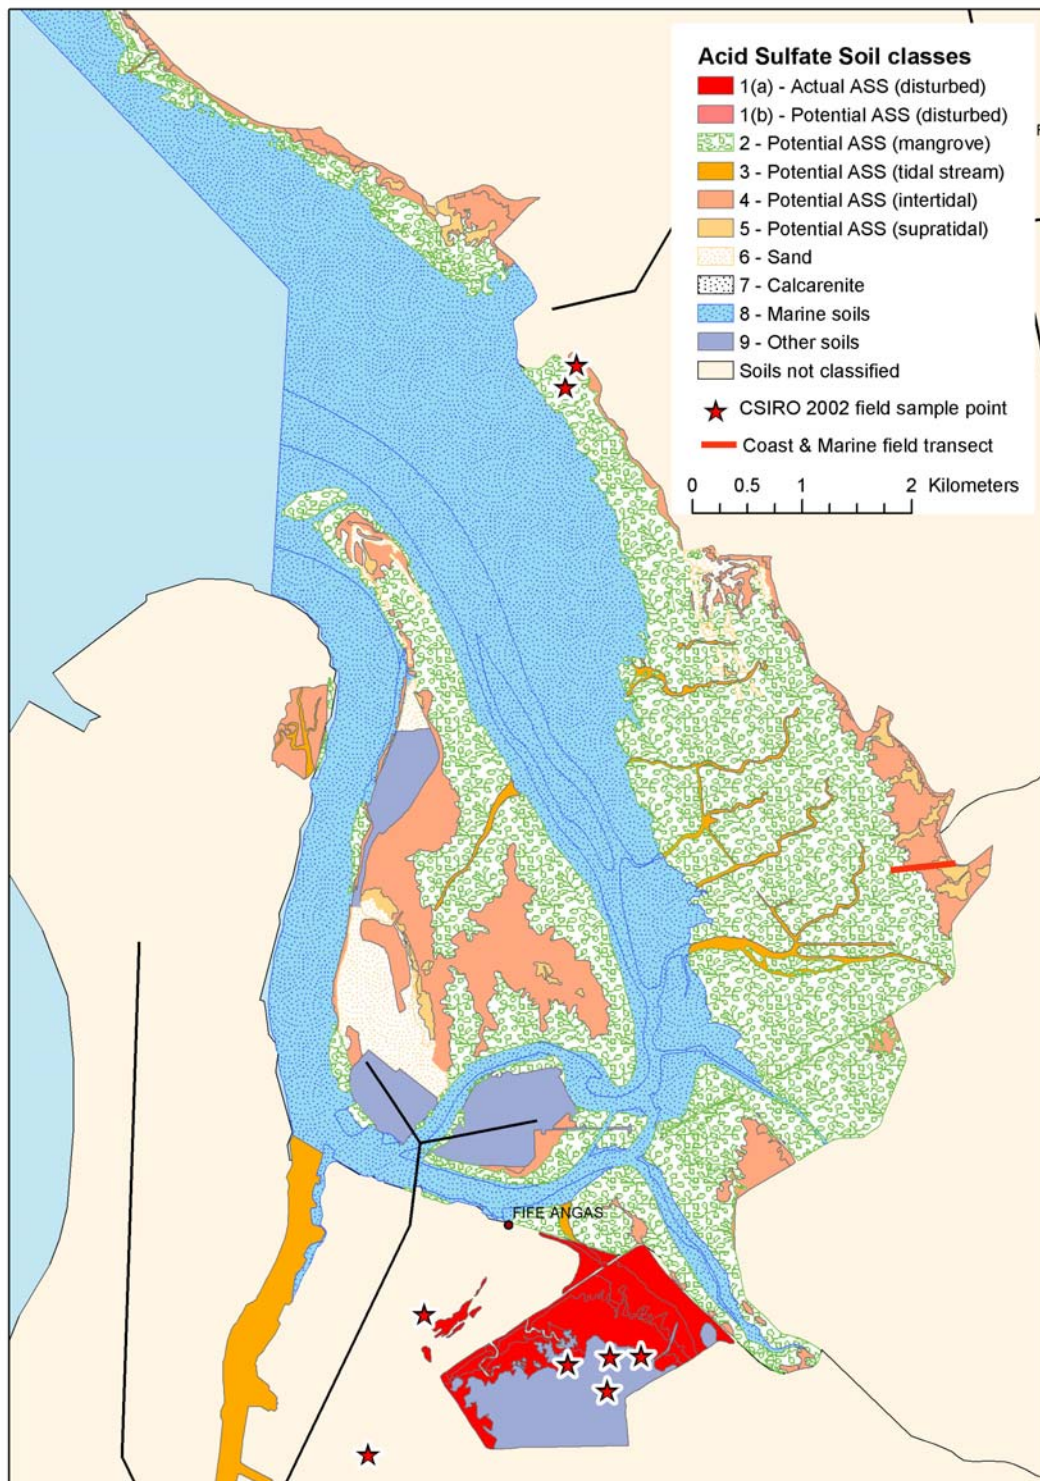 Acid Sulfate Soil classes
1(a) - Actual ASS (disturbed)
1(b) - Potential ASS (disturbed)
2 - Potential ASS (mangrove)
3 - Potential ASS (tidal stream)
4 - Potential ASS (intertidal)
5 - Potential ASS (supratidal)
6 - Sand
7 - Calcarenite
8 - Marine soils
9 - Other soils
Soils not classified
CSIRO 2002 field sample point
Coast & Marine field transect
0 0.5 1 2 Kilometers
FIFE ANGAS